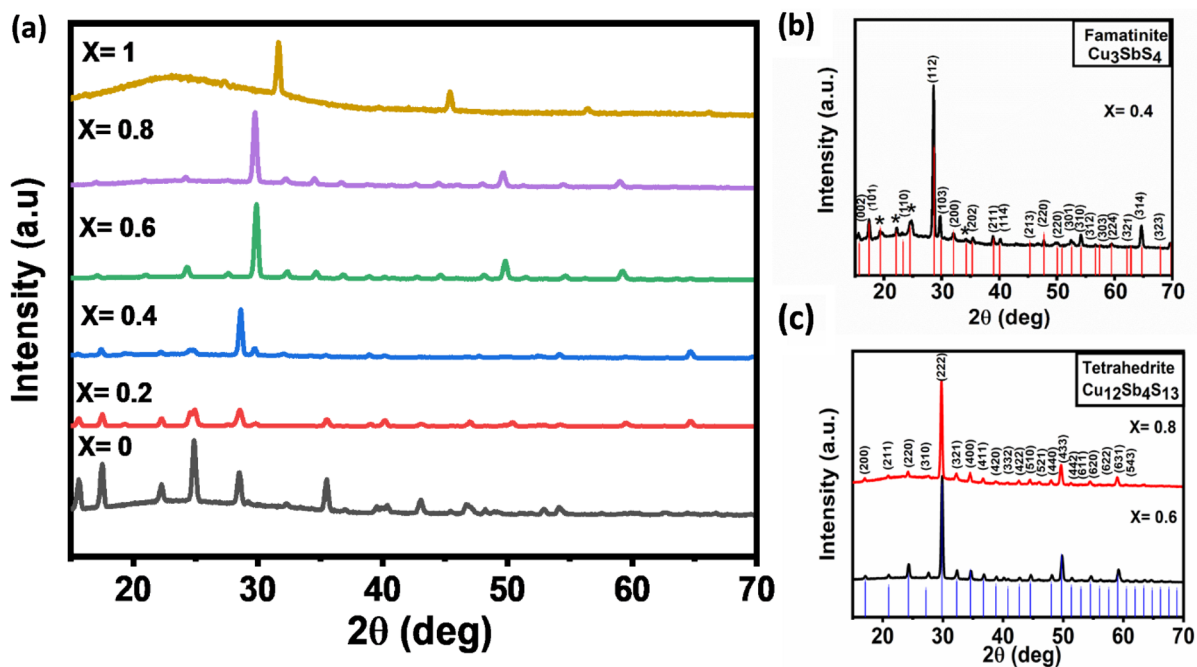 (a)
X= 1
X= 0.8
X= 0.6
X= 0.4
X= 0.2
X= 0
Intensity (a.u)
20 30 40 50 60 70
2θ (deg)
(b)
Famatinite
Cu3SbS4
X= 0.4
(002)
(101)
*
*
(110)
*
(112)
(103)
(200)
*
(202)
(211)
(114)
(213)
(220)
(220)
(301)
(310)
(312)
(303)
(224)
(321)
(314)
(323)
Intensity (a.u.)
20 30 40 50 60 70
2θ (deg)
(c)
Tetrahedrite
Cu12Sb4S13
X= 0.8
X= 0.6
(200)
(211)
(220)
(310)
(222)
(321)
(400)
(411)
(420)
(332)
(422)
(510)
(521)
(440)
(433)
(442)
(611)
(620)
(622)
(631)
(543)
Intensity (a.u.)
20 30 40 50 60 70
2θ (deg)